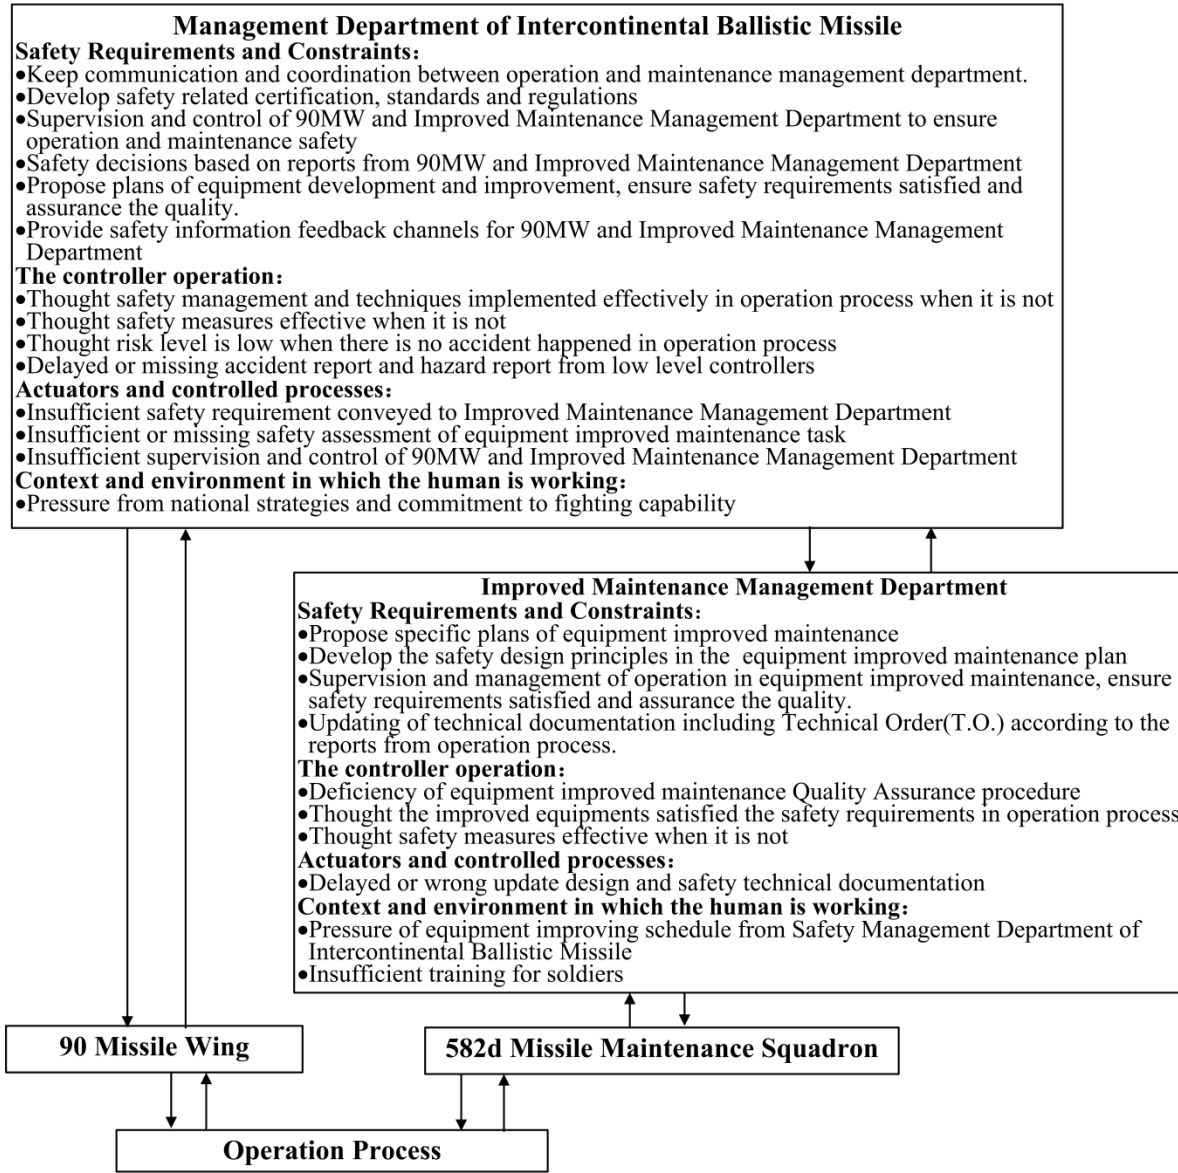 Management Department of Intercontinental Ballistic Missile
Safety Requirements and Constraints：
●Keep communication and coordination between operation and maintenance management department.
●Develop safety related certification, standards and regulations
●Supervision and control of 90MW and Improved Maintenance Management Department to ensure
operation and maintenance safety
●Safety decisions based on reports from 90MW and Improved Maintenance Management Department
●Propose plans of equipment development and improvement, ensure safety requirements satisfied and
assurance the quality.
●Provide safety information feedback channels for 90MW and Improved Maintenance Management
Department
The controller operation：
●Thought safety management and techniques implemented effectively in operation process when it is not
●Thought safety measures effective when it is not
●Thought risk level is low when there is no accident happened in operation process
●Delayed or missing accident report and hazard report from low level controllers
Actuators and controlled processes：
●Insufficient safety requirement conveyed to Improved Maintenance Management Department
●Insufficient or missing safety assessment of equipment improved maintenance task
●Insufficient supervision and control of 90MW and Improved Maintenance Management Department
Context and environment in which the human is working：
●Pressure from national strategies and commitment to fighting capability
Improved Maintenance Management Department
Safety Requirements and Constraints：
●Propose specific plans of equipment improved maintenance
●Develop the safety design principles in the equipment improved maintenance plan
●Supervision and management of operation in equipment improved maintenance, ensure
safety requirements satisfied and assurance the quality.
●Updating of technical documentation including Technical Order(T.O.) according to the
reports from operation process.
The controller operation：
●Deficiency of equipment improved maintenance Quality Assurance procedure
●Thought the improved equipments satisfied the safety requirements in operation process
●Thought safety measures effective when it is not
Actuators and controlled processes：
●Delayed or wrong update design and safety technical documentation
Context and environment in which the human is working：
●Pressure of equipment improving schedule from Safety Management Department of
Intercontinental Ballistic Missile
●Insufficient training for soldiers
90 Missile Wing
582d Missile Maintenance Squadron
Operation Process